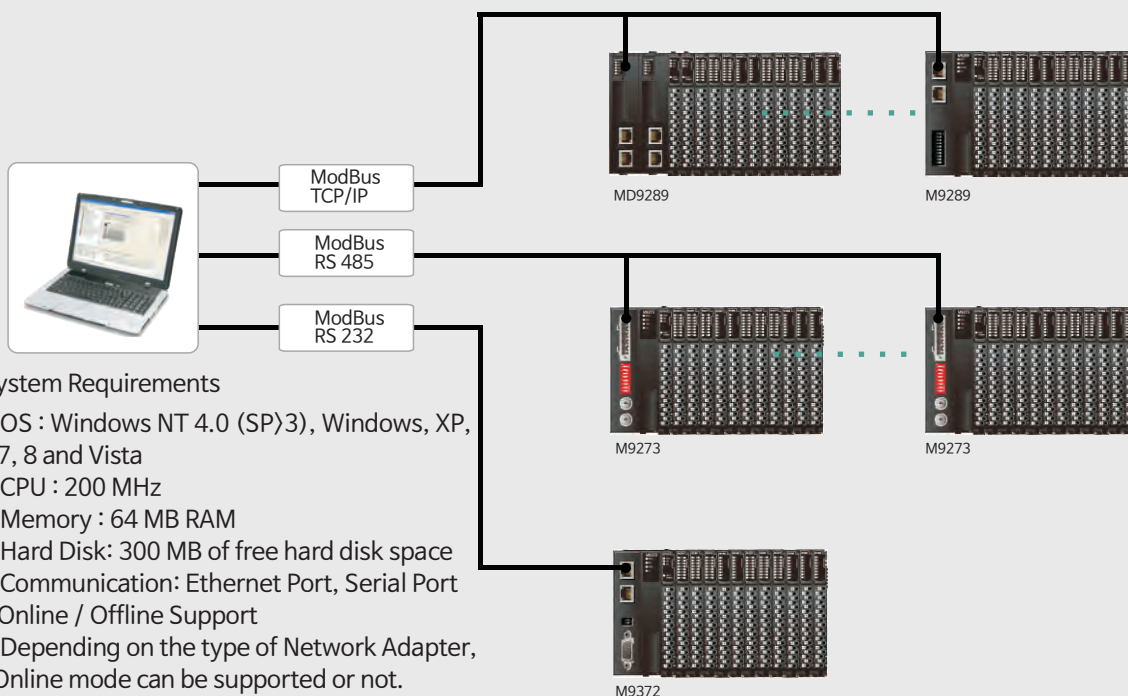 ModBus
TCP/IP
ModBus
RS 485
ModBus
RS 232
MD9289
M9289
M9273
M9273
M9372
ystem Requirements
OS : Windows NT 4.0 (SP〉3), Windows, XP,
7, 8 and Vista
CPU : 200 MHz
Memory : 64 MB RAM
Hard Disk: 300 MB of free hard disk space
Communication: Ethernet Port, Serial Port
Online / Offline Support
Depending on the type of Network Adapter,
Online mode can be supported or not.